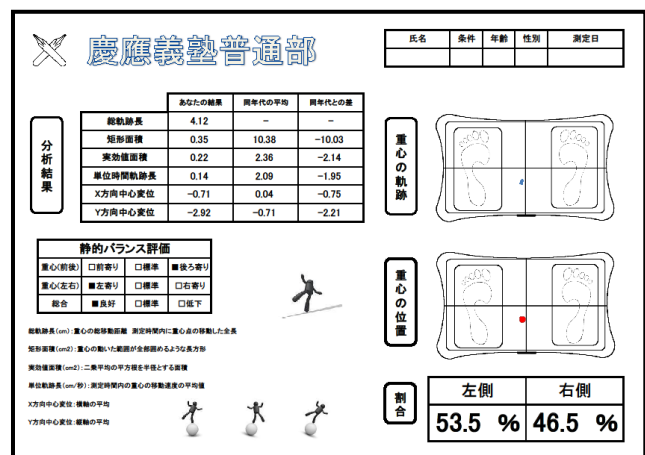 慶應義塾普通部
氏名 条件 年齢 性別 測定日
分析結果
あなたの結果 同年代の平均 同年代との差
総軌跡長 4.12 － －
矩形面積 0.35 10.38 −10.03
実効値面積 0.22 2.36 −2.14
単位時間軌跡長 0.14 2.09 −1.95
X方向中心変位 −0.71 0.04 −0.75
Y方向中心変位 −2.92 −0.71 −2.21
重心の軌跡
静的バランス評価
重心(前後) □前寄り □標準 ■後ろ寄り
重心(左右) ■左寄り □標準 □右寄り
総合 ■良好 □標準 □低下
重心の位置
総軌跡長(cm):重心の総移動距離 測定時間内に重心点の移動した全長
矩形面積(cm2):重心の動いた範囲が全部囲めるような長方形
実効値面積(cm2):二乗平均の平方根を半径とする面積
単位軌跡長(cm/秒):測定時間内の重心の移動速度の平均値
X方向中心変位:横軸の平均
Y方向中心変位:縦軸の平均
割合
左側 右側
53.5 % 46.5 %